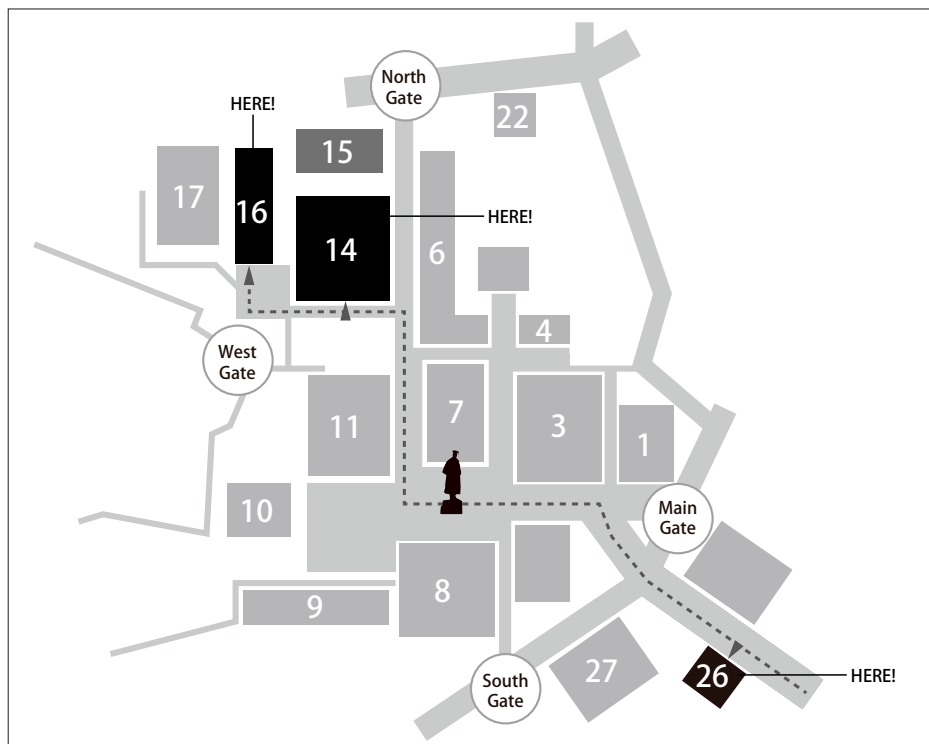 North
Gate
22
HERE!
15
17
16
14
HERE!
6
4
West
Gate
11
7
3
1
10
Main
Gate
8
9
South
Gate
27
26
HERE!